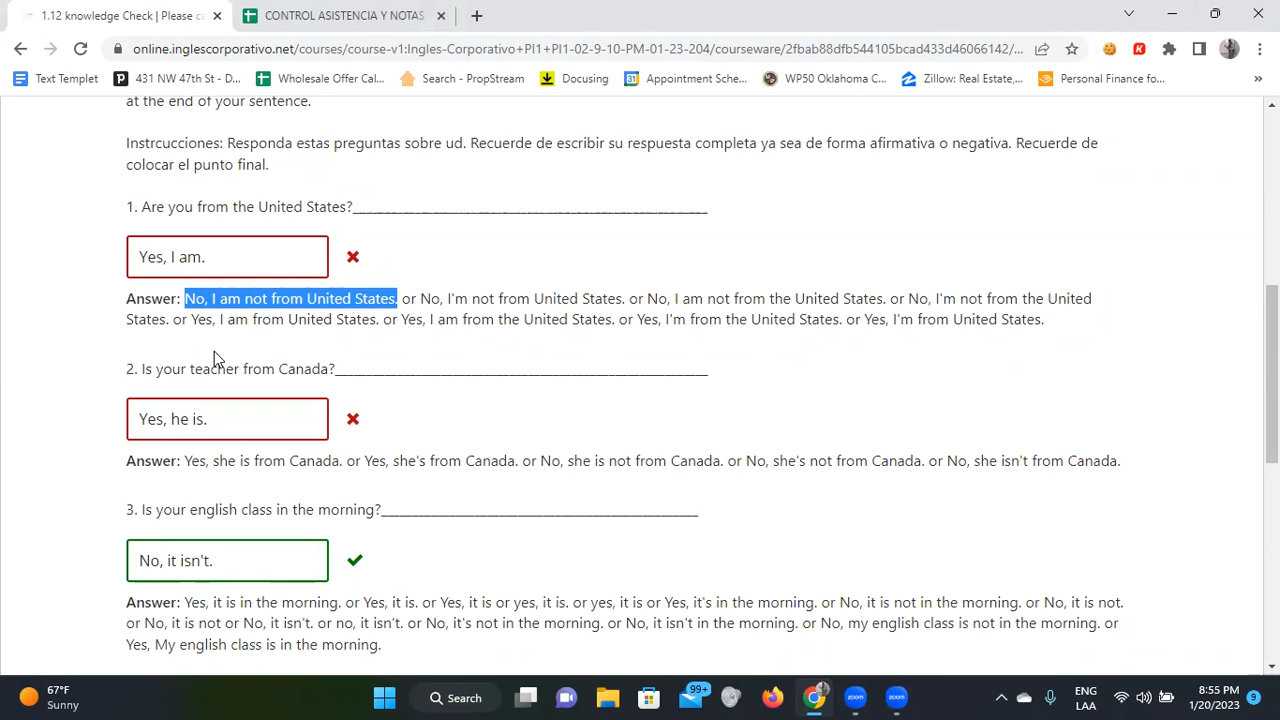 1.12 knowledge Check | Please ca
CONTROL ASISTENCIA Y NOTAS
online.inglescorporativo.net/courses/course-v1:Ingles-Corporativo+PI1+PI1-02-9-10-PM-01-23-204/courseware/2fbab88dfb544105bcad433d46066142/...
Text Templet 431 NW 47th St - D... Wholesale Offer Cal... Search - PropStream Docusing Appointment Sche... WP50 Oklahoma C... Zillow: Real Estate,... Personal Finance fo... »
at the end of your sentence.
Instrcucciones: Responda estas preguntas sobre ud. Recuerde de escribir su respuesta completa ya sea de forma afirmativa o negativa. Recuerde de
colocar el punto final.
1. Are you from the United States?_______________________________________________
Yes, I am.
Answer: No, I am not from United States. or No, I'm not from United States. or No, I am not from the United States. or No, I'm not from the United
States. or Yes, I am from United States. or Yes, I am from the United States. or Yes, I'm from the United States. or Yes, I'm from United States.
2. Is your teacher from Canada?_________________________________________________
Yes, he is.
Answer: Yes, she is from Canada. or Yes, she's from Canada. or No, she is not from Canada. or No, she's not from Canada. or No, she isn't from Canada.
3. Is your english class in the morning?__________________________________________
No, it isn't.
Answer: Yes, it is in the morning. or Yes, it is. or Yes, it is or yes, it is. or yes, it is or Yes, it's in the morning. or No, it is not in the morning. or No, it is not.
or No, it is not or No, it isn't. or no, it isn't. or No, it's not in the morning. or No, it isn't in the morning. or No, my english class is not in the morning. or
Yes, My english class is in the morning.
67°F
Sunny
Search
99+
zoom
zoom
ENG
LAA
8:55 PM
1/20/2023
9